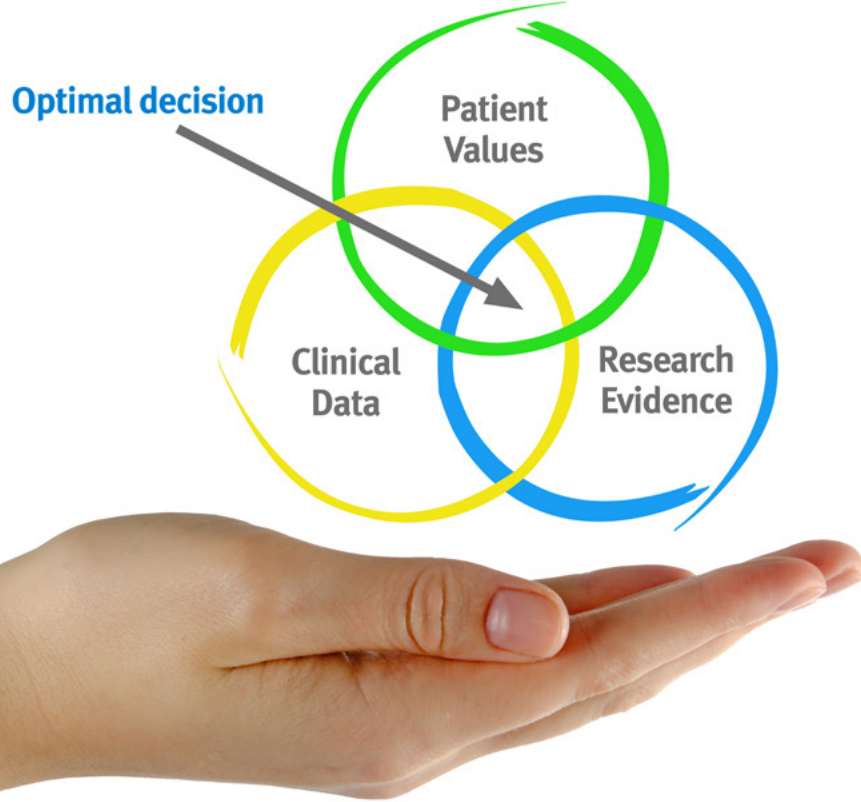 Optimal decision
Patient
Values
Clinical
Data
Research
Evidence